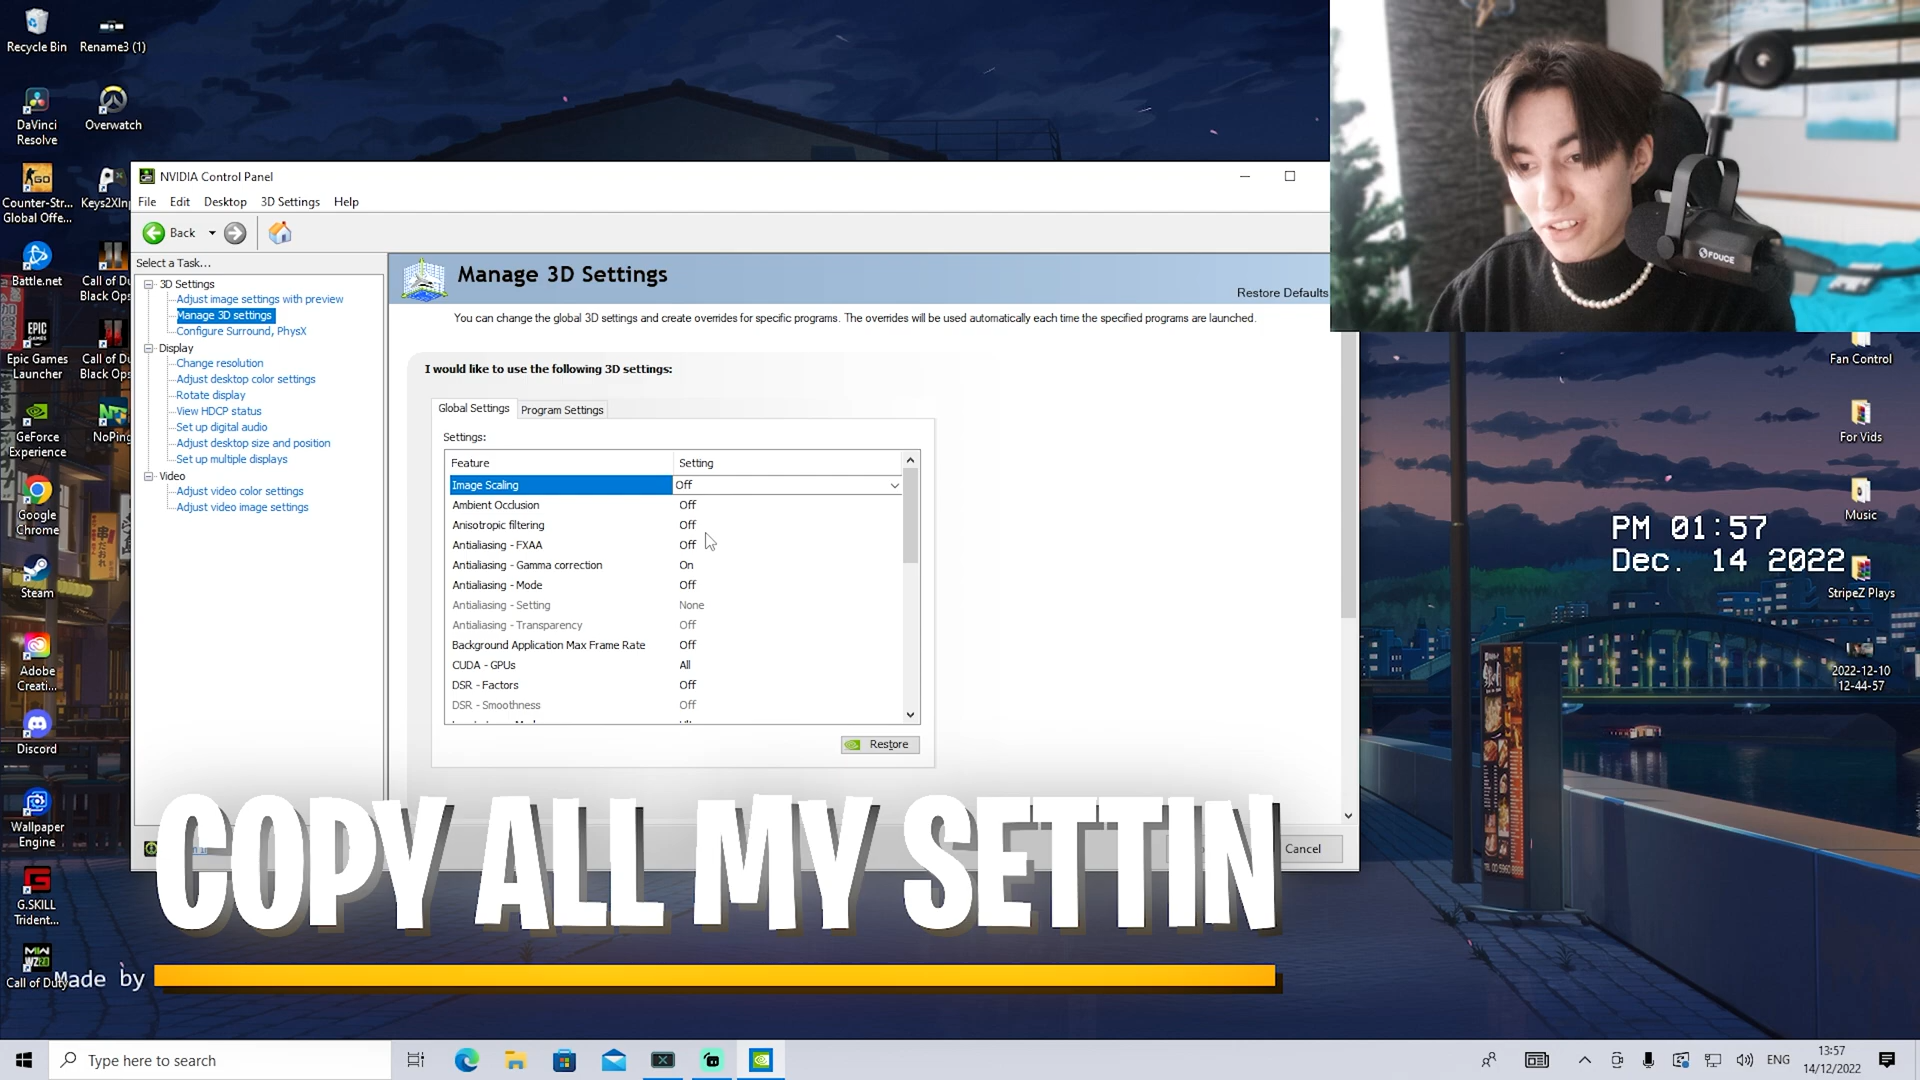 Recycle Bin
Rename3 (1)
DaVinci
Resolve
Overwatch
GO
Counter-Str...
Global Offe...
Keys2XInp
Battle.net
Call of Du
Black Ops
EPIC
GAMES
Epic Games
Launcher
Call of Du
Black Ops
GeForce
Experience
NoPing
Google
Chrome
Steam
Adobe
Creati...
Discord
Wallpaper
Engine
G.SKILL
Trident...
Call of Duty
NVIDIA Control Panel
File Edit Desktop 3D Settings Help
Back
Select a Task...
3D Settings
Adjust image settings with preview
Manage 3D settings
Configure Surround, PhysX
Display
Change resolution
Adjust desktop color settings
Rotate display
View HDCP status
Set up digital audio
Adjust desktop size and position
Set up multiple displays
Video
Adjust video color settings
Adjust video image settings
Manage 3D Settings
Restore Defaults
You can change the global 3D settings and create overrides for specific programs. The overrides will be used automatically each time the specified programs are launched.
I would like to use the following 3D settings:
Global Settings Program Settings
Settings:
Feature Setting
Image Scaling Off
Ambient Occlusion Off
Anisotropic filtering Off
Antialiasing - FXAA Off
Antialiasing - Gamma correction On
Antialiasing - Mode Off
Antialiasing - Setting None
Antialiasing - Transparency Off
Background Application Max Frame Rate Off
CUDA - GPUs All
DSR - Factors Off
DSR - Smoothness Off
Restore
Cancel
COPY ALL MY SETTIN
Made by
FDUCE
Fan Control
For Vids
Music
StripeZ Plays
2022-12-10
12-44-57
PM 01:57
Dec. 14 2022
Type here to search
ENG
13:57
14/12/2022